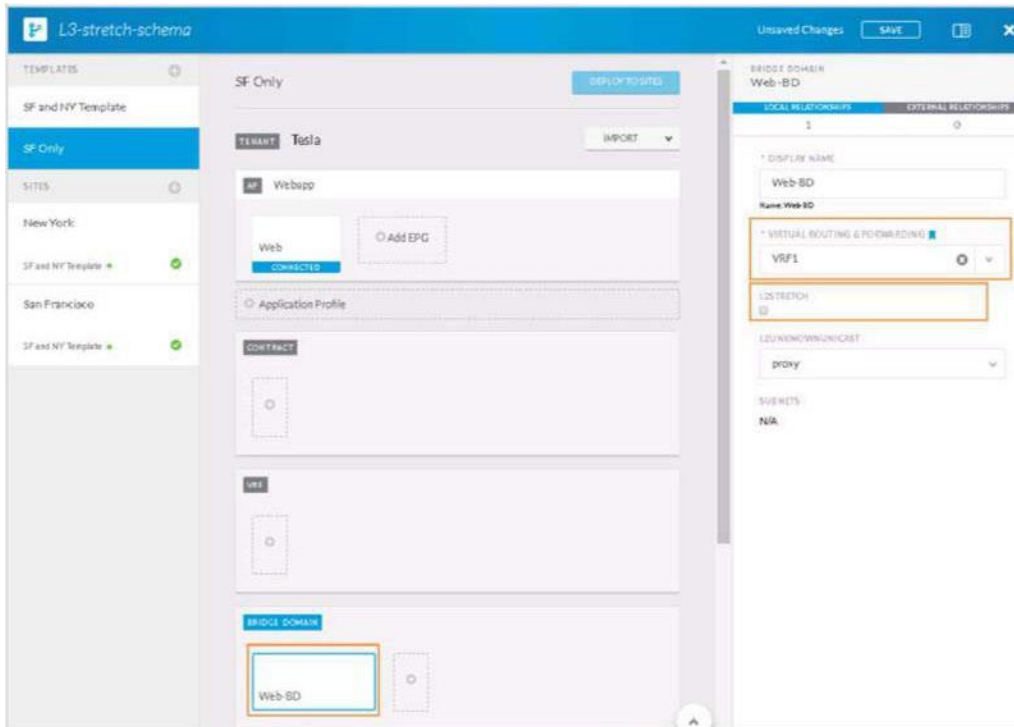 L3-stretch-schema
Unsaved Changes
SAVE
TEMPLATES
SF and NY Template
SF Only
SITES
New York
SF and NY Template
San Francisco
SF and NY Template
SF Only
DEPLOY TO SITES
TENANT Tesla
IMPORT
AP Webapp
Web
CONNECTED
Add EPG
Application Profile
CONTRACT
VRF
BRIDGE DOMAIN
Web-BD
BRIDGE DOMAIN
Web-BD
LOCAL RELATIONSHIPS
EXTERNAL RELATIONSHIPS
1
0
* DISPLAY NAME
Web-BD
Name: Web-BD
* VIRTUAL ROUTING & FORWARDING
VRF1
L2STRETCH
L2UNKNOWNUNICAST
proxy
SUBNETS
N/A